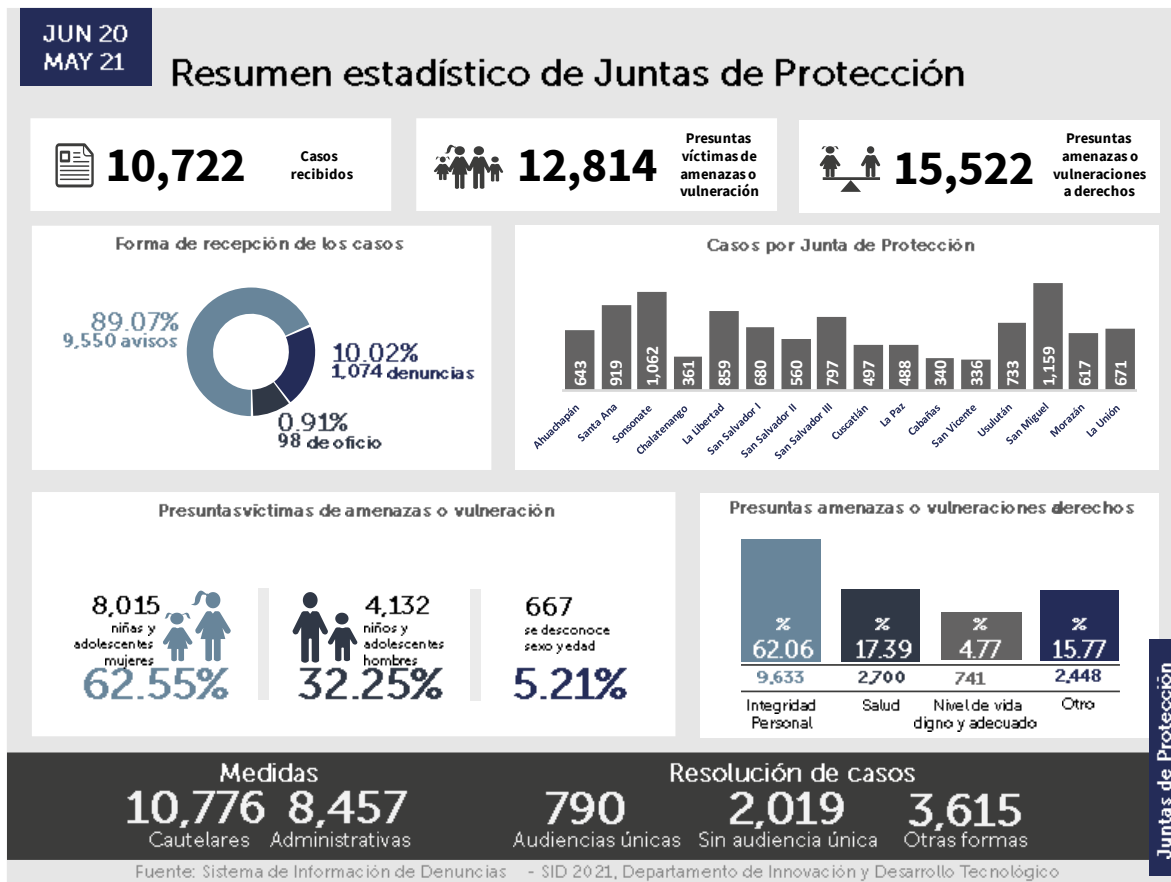 JUN 20
MAY 21
Resumen estadístico de Juntas de Protección
10,722
Casos
recibidos
12,814
Presuntas
víctimas de
amenazas o
vulneración
15,522
Presuntas
amenazas o
vulneraciones
a derechos
Forma de recepción de los casos
89.07%
9,550 avisos
10.02%
1,074 denuncias
0.91%
98 de oficio
Casos por Junta de Protección
643
919
1,062
361
859
680
560
797
497
488
340
336
733
1,159
617
671
Ahuachapán
Santa Ana
Sonsonate
Chalatenango
La Libertad
San Salvador I
San Salvador II
San Salvador III
Cuscatlán
La Paz
Cabañas
San Vicente
Usulután
San Miguel
Morazán
La Unión
Presuntasvíctimas de amenazas o vulneración
8,015
niñas y
adolescentes
mujeres
62.55%
4,132
niños y
adolescentes
hombres
32.25%
667
se desconoce
sexo y edad
5.21%
Presuntas amenazas o vulneraciones derechos
%
62.06
9,633
Integridad
Personal
%
17.39
2,700
Salud
%
4.77
741
Nivel de vida
digno y adecuado
%
15.77
2,448
Otro
Juntas de Protección
Medidas
10,776 8,457
Cautelares Administrativas
Resolución de casos
790 2,019 3,615
Audiencias únicas Sin audiencia única Otras formas
Fuente: Sistema de Información de Denuncias - SID 2021, Departamento de Innovación y Desarrollo Tecnológico